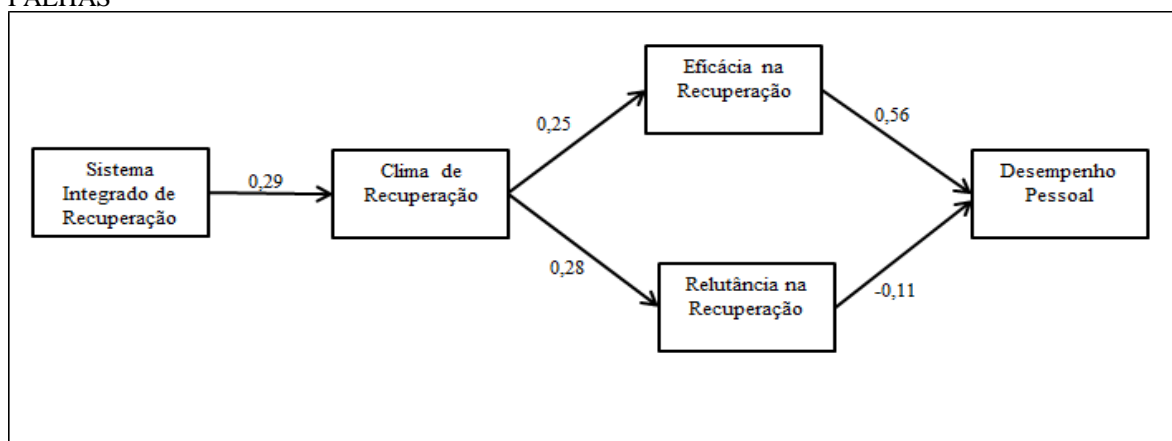 FALHAS
Eficácia na
Recuperação
0,25
0,56
Sistema
Integrado de
Recuperação
0,29
Clima de
Recuperação
Desempenho
Pessoal
0,28
Relutância na
Recuperação
-0,11